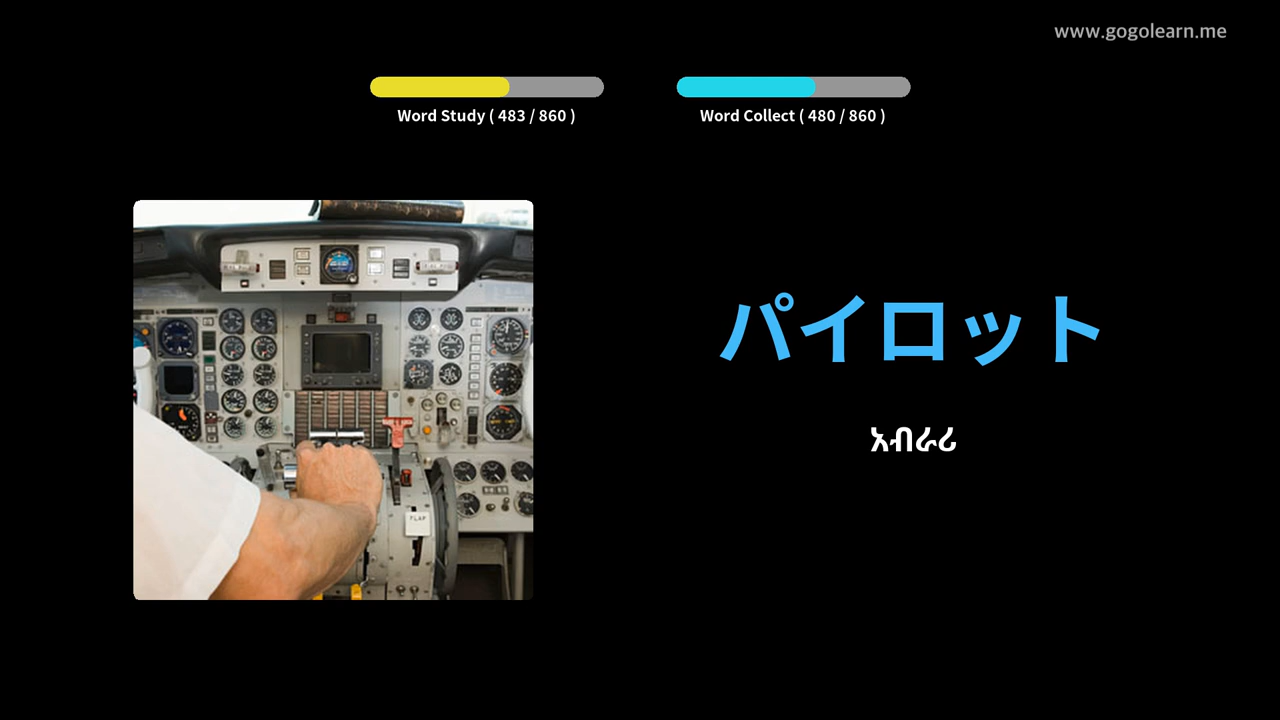 www.gogolearn.me
Word Study ( 483 / 860 )
Word Collect ( 480 / 860 )
パイロット
አብራሪ
FLAP